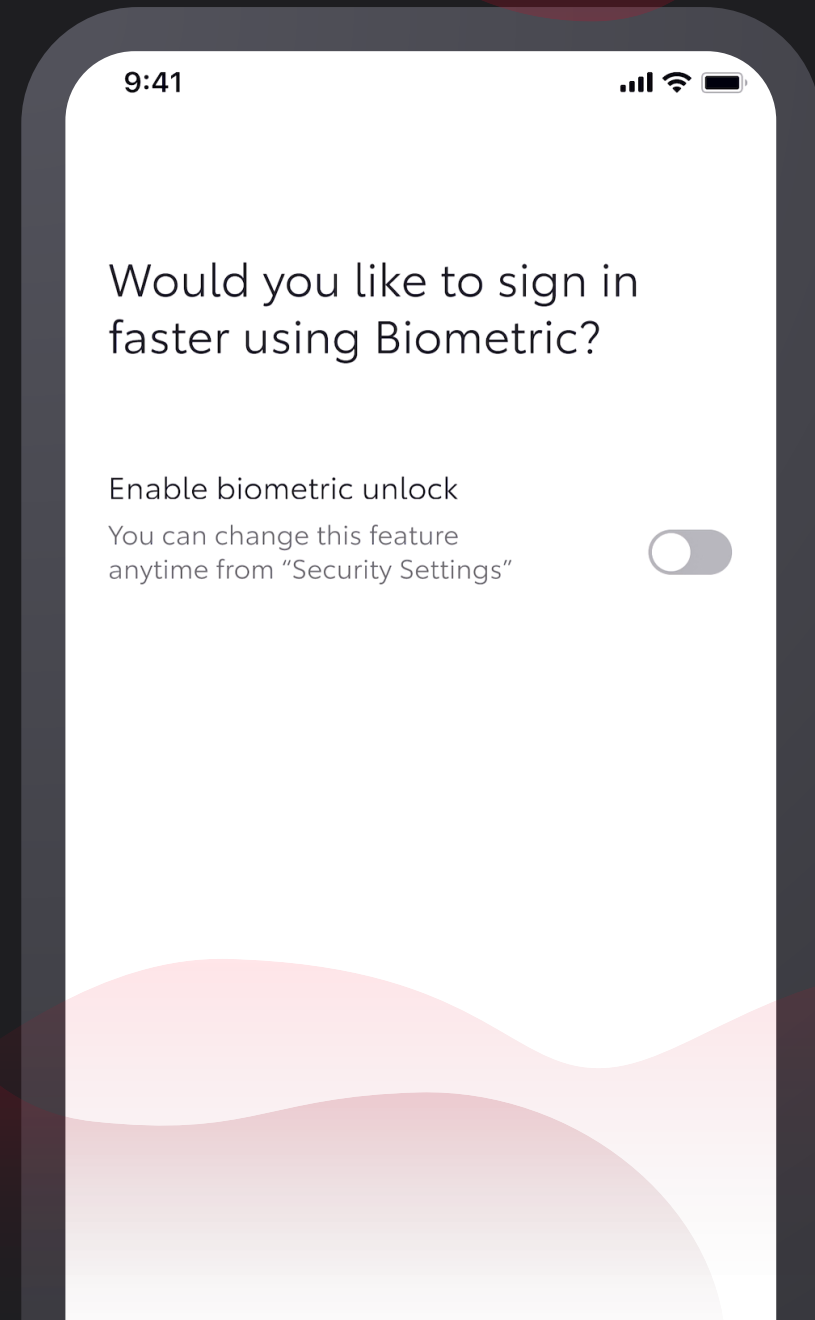 9:41
Would you like to sign in
faster using Biometric?
Enable biometric unlock
You can change this feature
anytime from “Security Settings”